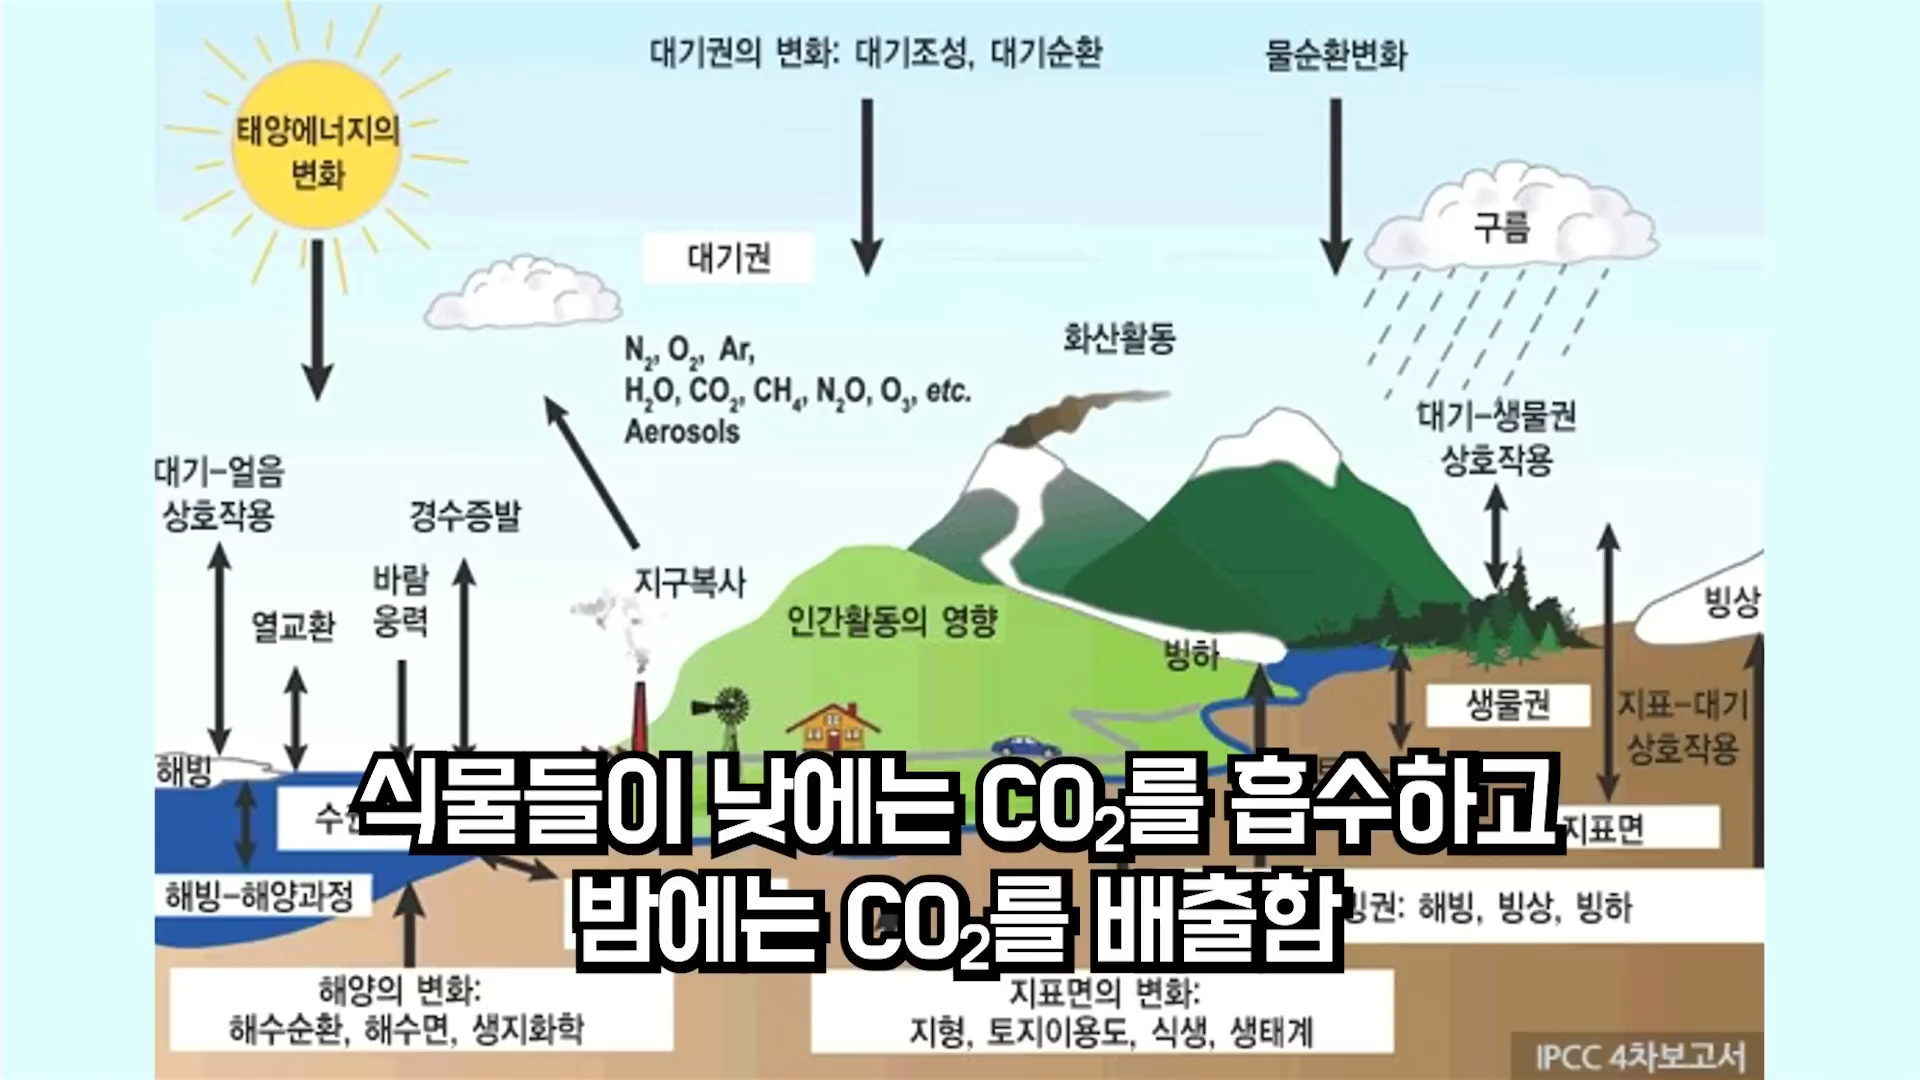 대기권의 변화: 대기조성, 대기순환
물순환변화
태양에너지의
변화
구름
대기권
화산활동
N₂, O₂, Ar,
H₂O, CO₂, CH₄, N₂O, O₃, etc.
Aerosols
대기-생물권
상호작용
대기-얼음
상호작용
경수증발
바람
웅력
열교환
지구복사
인간활동의 영향
빙하
빙상
생물권
지표-대기
상호작용
해빙
식물들이 낮에는 CO₂를 흡수하고
지표면
밤에는 CO₂를 배출함
해빙-해양과정
해빙, 빙상, 빙하
해양의 변화:
해수순환, 해수면, 생지화학
지표면의 변화:
지형, 토지이용도, 식생, 생태계
IPCC 4차보고서